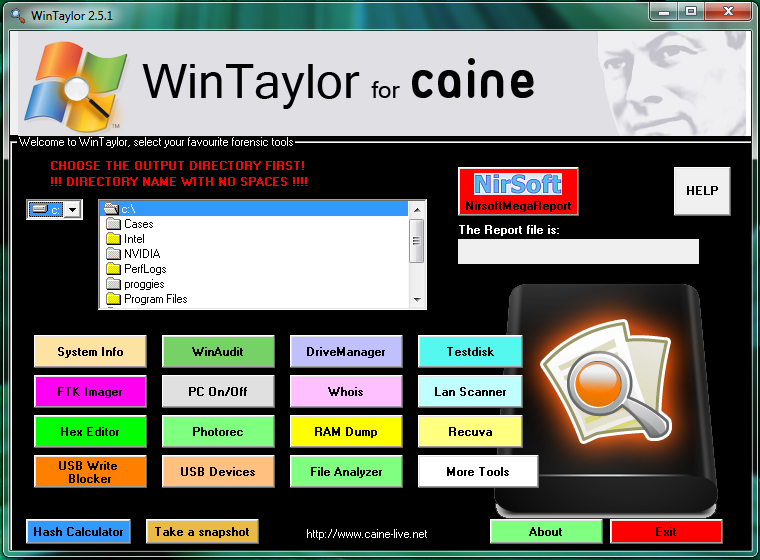 WinTaylor 2.5.1
WinTaylor for caine
TM
Welcome to WinTaylor, select your favourite forensic tools
CHOOSE THE OUTPUT DIRECTORY FIRST!
!!! DIRECTORY NAME WITH NO SPACES !!!!
c:
c:\
Cases
Intel
NVIDIA
PerfLogs
proggies
Program Files
NirSoft
NirsoftMegaReport
HELP
The Report file is:
System Info
WinAudit
DriveManager
Testdisk
FTK Imager
PC On/Off
Whois
Lan Scanner
Hex Editor
Photorec
RAM Dump
Recuva
USB Write
Blocker
USB Devices
File Analyzer
More Tools
Hash Calculator
Take a snapshot
http://www.caine-live.net
About
Exit